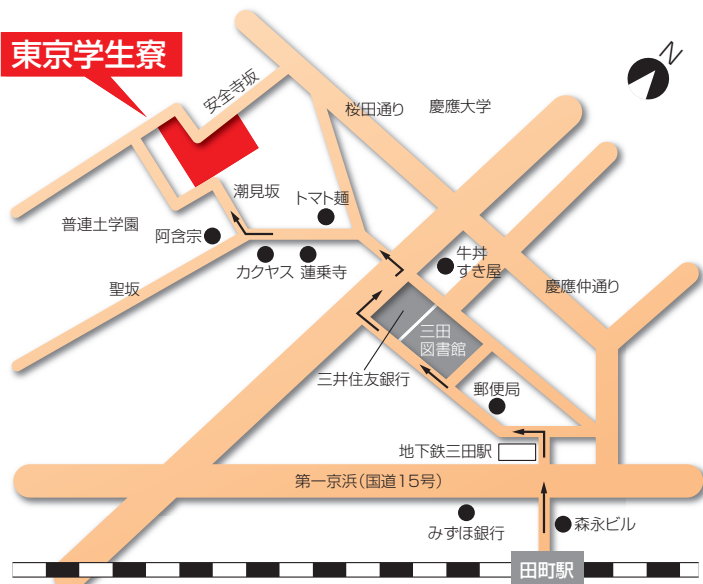 東京学生寮
安全寺坂
N
桜田通り
慶應大学
潮見坂
トマト麺
普連土学園
阿含宗
カクヤス
蓮乗寺
牛丼
すき屋
聖坂
慶應仲通り
三田
図書館
三井住友銀行
郵便局
地下鉄三田駅
第一京浜(国道15号)
みずほ銀行
森永ビル
田町駅